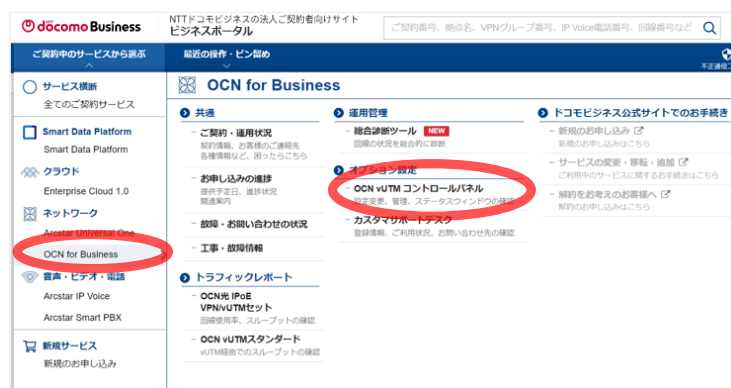 döcomo Business
NTTドコモビジネスの法人ご契約者向けサイト
ビジネスポータル
ご契約番号、拠点名、VPNグループ番号、IP Voice電話番号、回線番号など
ご契約中のサービスから選ぶ
最近の操作・ピン留め
不正通信
サービス横断
全てのご契約サービス
Smart Data Platform
Smart Data Platform
クラウド
Enterprise Cloud 1.0
ネットワーク
Arcstar Universal One
OCN for Business
音声・ビデオ・電話
Arcstar IP Voice
Arcstar Smart PBX
新規サービス
新規のお申し込み
OCN for Business
共通
- ご契約・運用状況
契約情報、お客様のご連絡先
各種情報など、困ったらこちら
- お申し込みの進捗
提供予定日、進捗状況
関連案内
- 故障・お問い合わせの状況
- 工事・故障情報
トラフィックレポート
- OCN光 IPoE
VPN/vUTMセット
回線使用率、スループットの確認
- OCN vUTMスタンダード
vUTM経由でのスループットの確認
運用管理
- 総合診断ツール NEW
回線の状況を総合的に診断
オプション設定
- OCN vUTM コントロールパネル
設定変更、管理、ステータスウィンドウの確認
- カスタマサポートデスク
登録情報、ご利用状況、お問い合わせ先の確認
ドコモビジネス公式サイトでのお手続き
- 新規のお申し込み
新規のお申し込みはこちら
- サービスの変更・移転・追加
ご利用中のサービスに関するお手続きはこちら
- 解約をお考えのお客様へ
解約のお申し込みはこちら